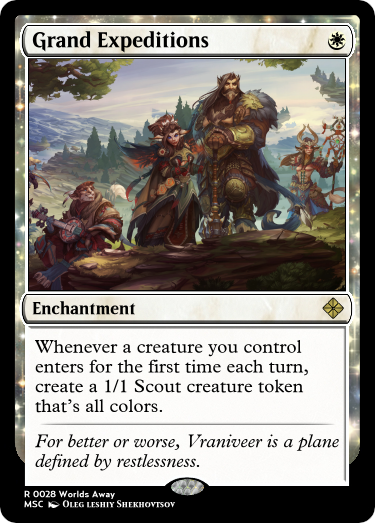 Grand Expeditions
Enchantment
Whenever a creature you control
enters for the first time each turn,
create a 1/1 Scout creature token
that's all colors.
For better or worse, Vraniveer is a plane
defined by restlessness.
R 0028 Worlds Away
MSC Oleg leshiy Shekhovtsov